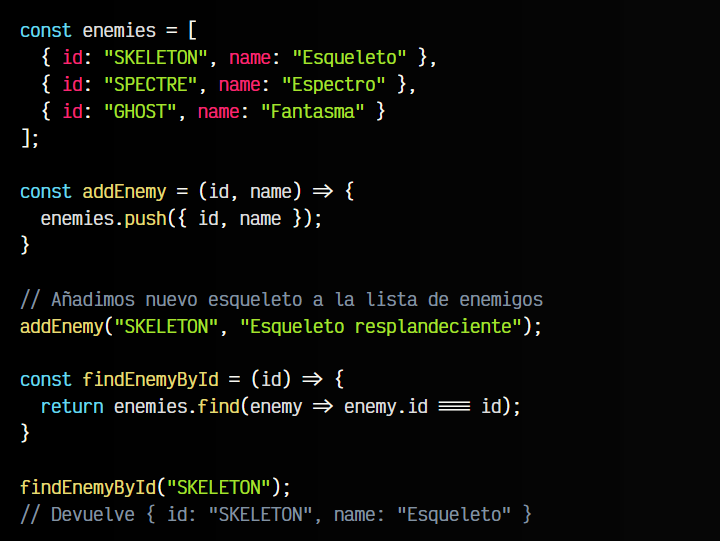 const enemies = [
  { id: "SKELETON", name: "Esqueleto" },
  { id: "SPECTRE", name: "Espectro" },
  { id: "GHOST", name: "Fantasma" }
];

const addEnemy = (id, name) => {
  enemies.push({ id, name });
}

// Añadimos nuevo esqueleto a la lista de enemigos
addEnemy("SKELETON", "Esqueleto resplandeciente");

const findEnemyById = (id) => {
  return enemies.find(enemy => enemy.id === id);
}

findEnemyById("SKELETON");
// Devuelve { id: "SKELETON", name: "Esqueleto" }